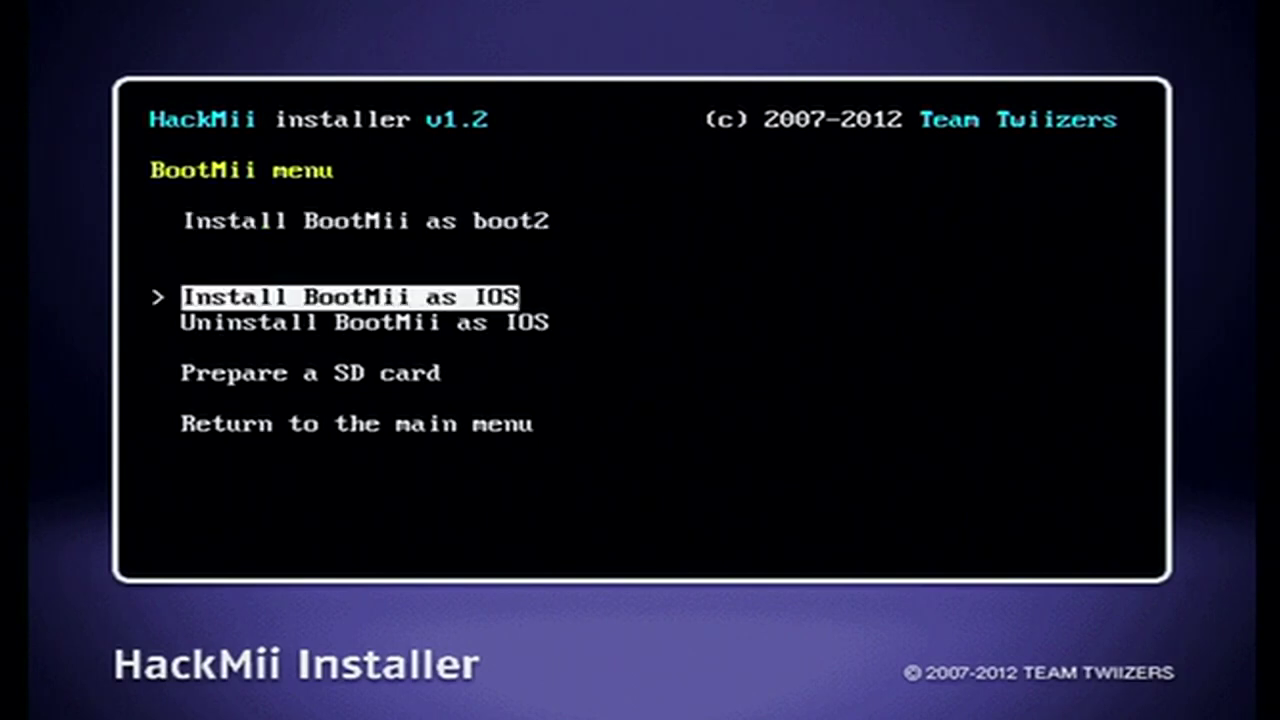 HackMii installer v1.2 (c) 2007-2012 Team Twiizers
BootMii menu
Install BootMii as boot2
> Install BootMii as IOS
Uninstall BootMii as IOS
Prepare a SD card
Return to the main menu
HackMii Installer © 2007-2012 TEAM TWIIZERS